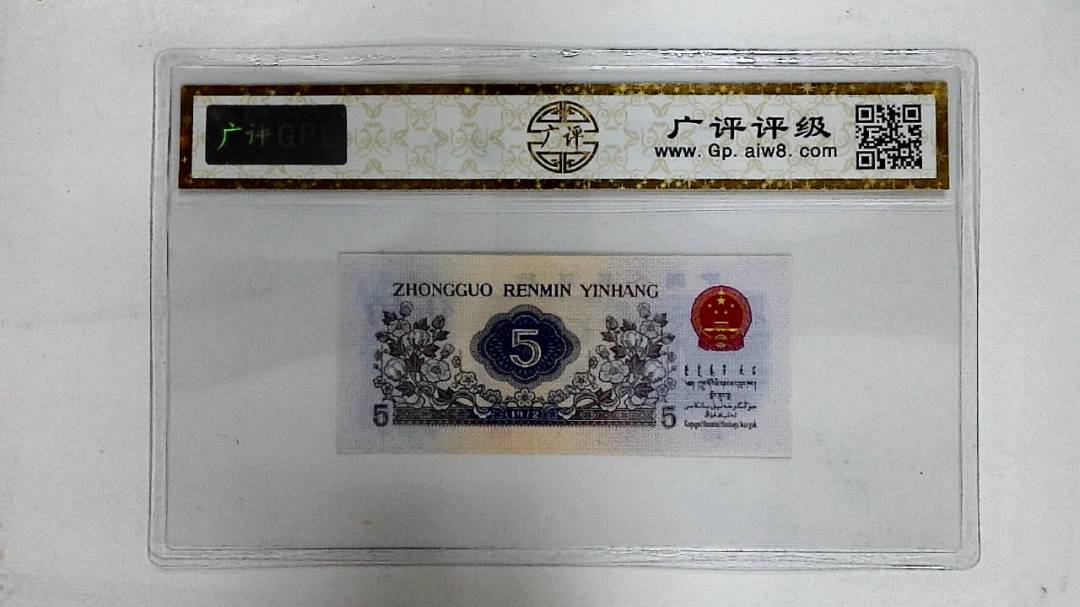 广评GPC
广评
广评评级
www.Gp.aiw8.com
ZHONGGUO RENMIN YINHANG
5
5
1972
5